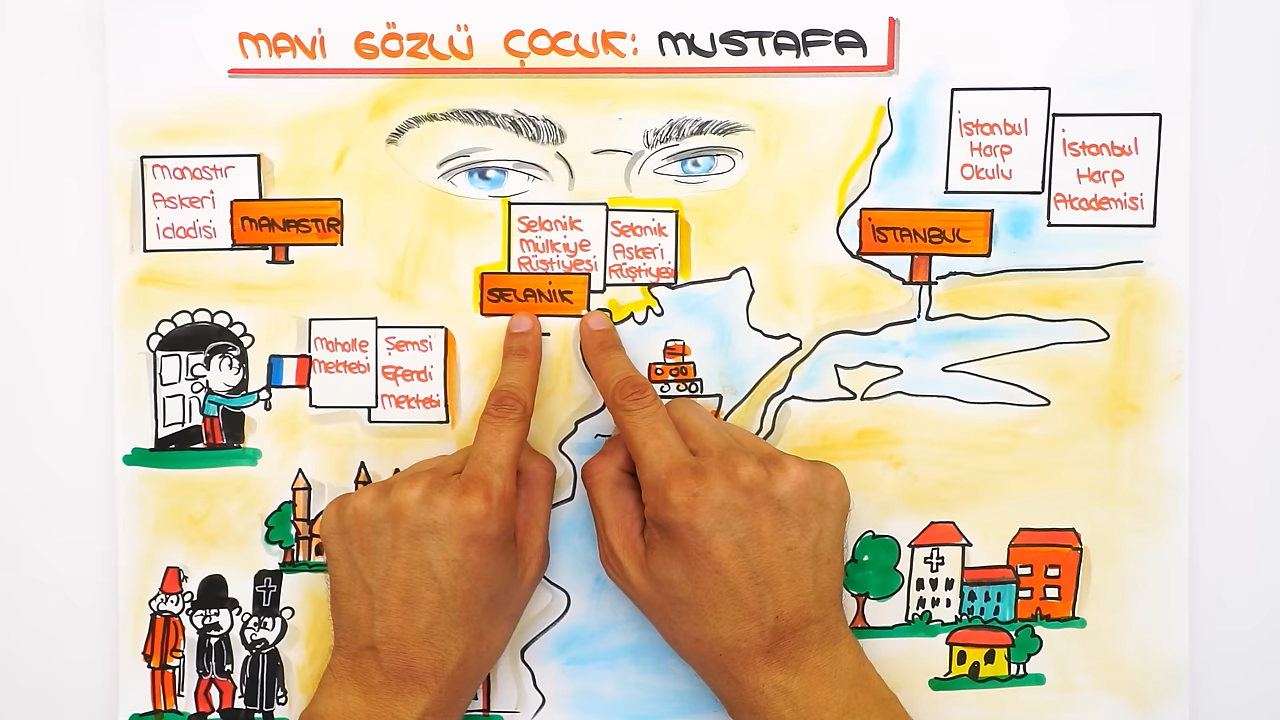 MAVİ GÖZLÜ ÇOCUK: MUSTAFA
Manastır
Askeri
İdadisi
MANASTIR
Selanik
Mülkiye
Rüştiyesi
Selanik
Askeri
Rüştiyesi
SELANİK
İstanbul
Harp
Okulu
İstanbul
Harp
Akademisi
İSTANBUL
Mahalle
Mektebi
Şemsi
Efendi
Mektebi